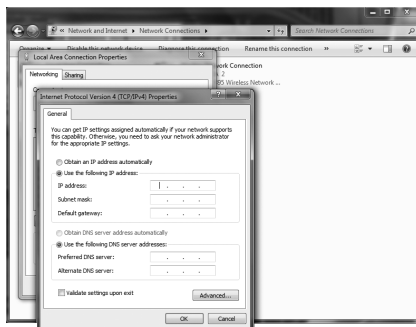 « Network and Internet ▸ Network Connections ▸
Search Network Connections
Organize ▾ Disable this network device Diagnose this connection Rename this connection »
Local Area Connection Properties
Networking Sharing
work Connection
2
95 Wireless Network ...
Internet Protocol Version 4 (TCP/IPv4) Properties
General
You can get IP settings assigned automatically if your network supports
this capability. Otherwise, you need to ask your network administrator
for the appropriate IP settings.
Obtain an IP address automatically
Use the following IP address:
IP address:
Subnet mask:
Default gateway:
Obtain DNS server address automatically
Use the following DNS server addresses:
Preferred DNS server:
Alternate DNS server:
Validate settings upon exit
Advanced...
OK Cancel